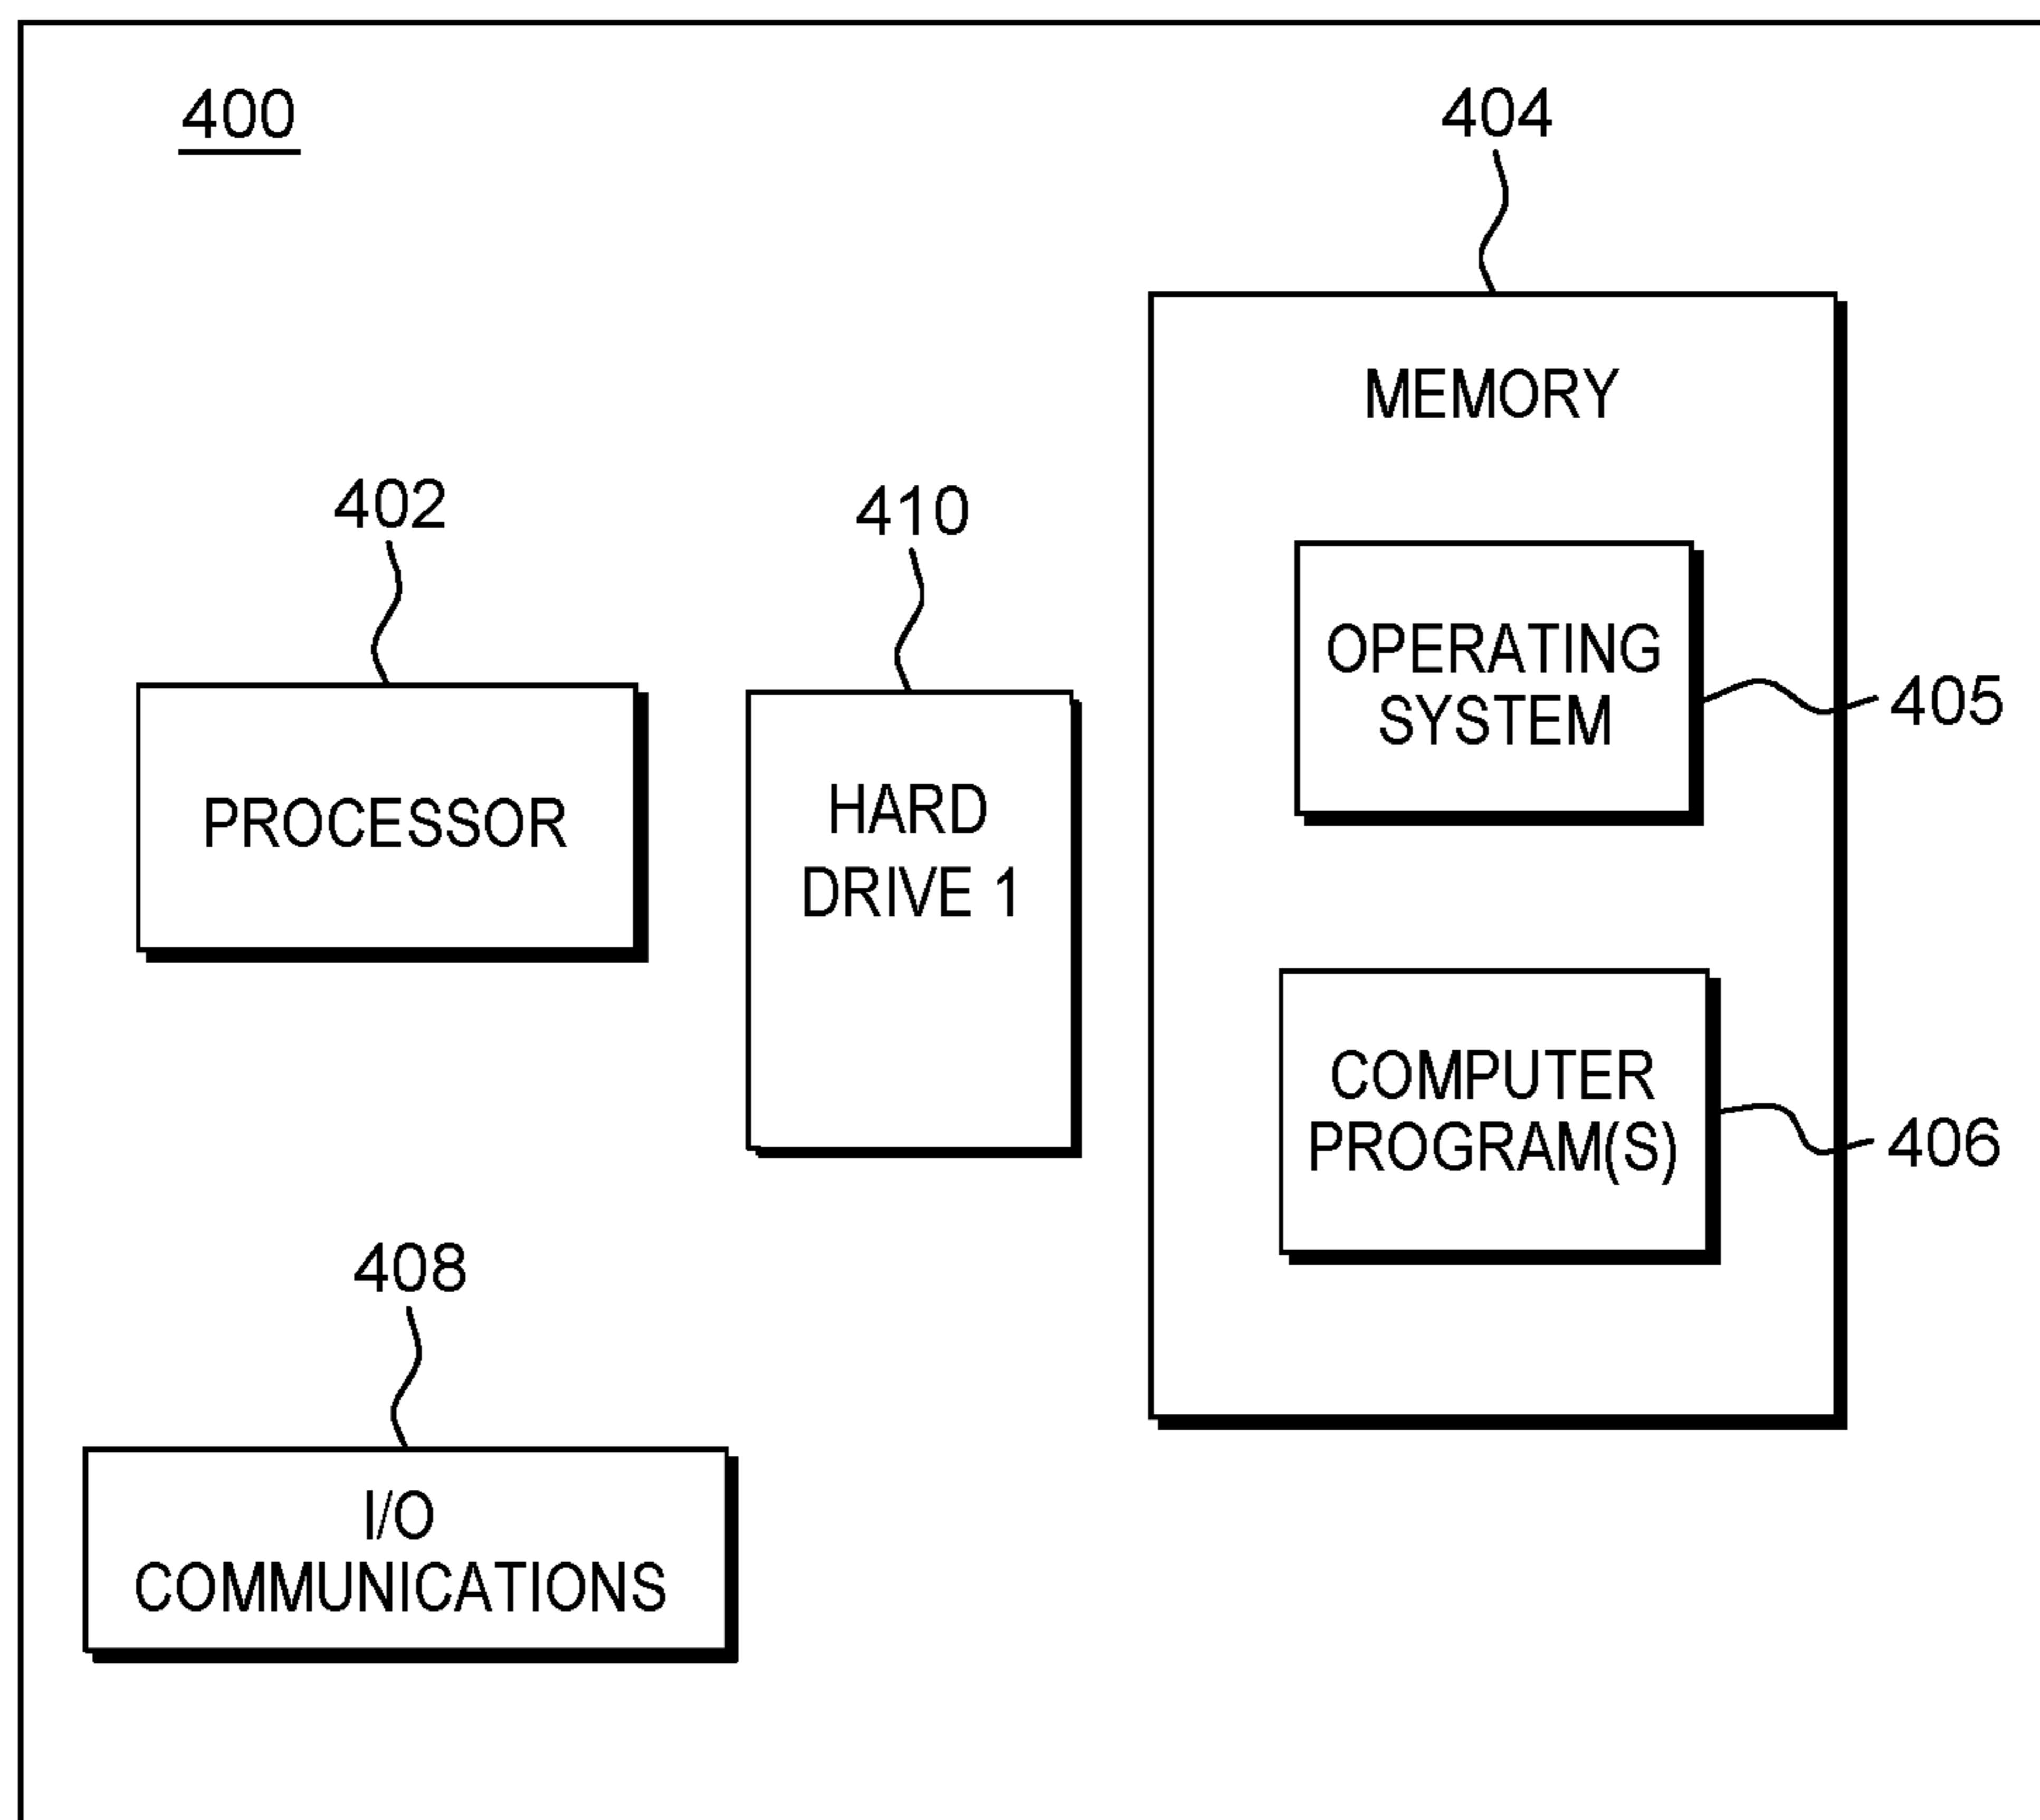 400
404
MEMORY
402
410
OPERATING
SYSTEM
405
PROCESSOR
HARD
DRIVE 1
COMPUTER
PROGRAM(S)
406
408
I/O
COMMUNICATIONS